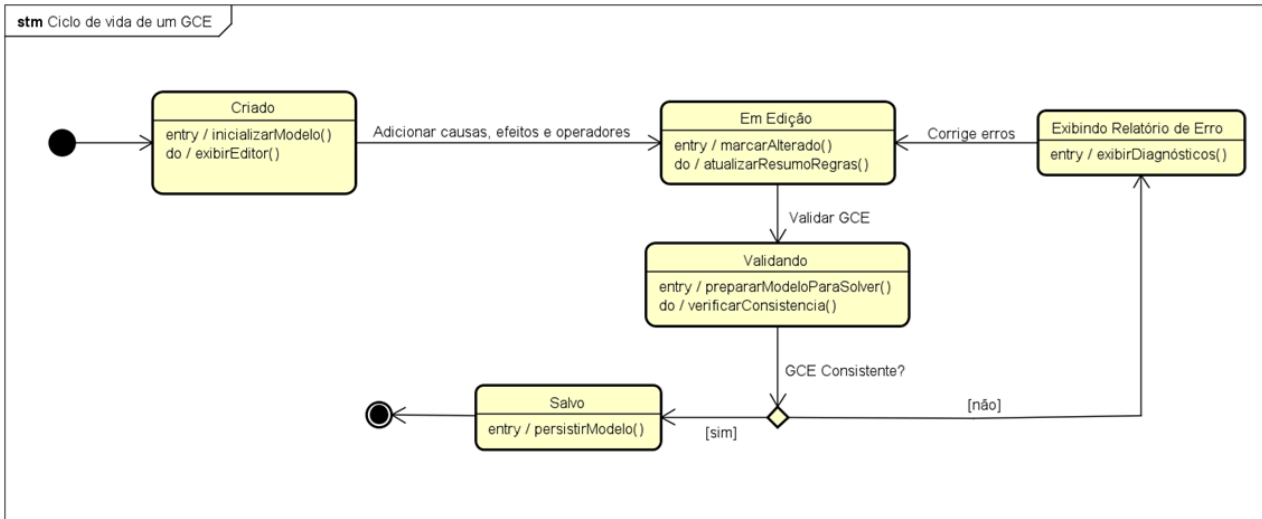 stm Ciclo de vida de um GCE
Criado
entry / inicializarModelo()
do / exibirEditor()
Adicionar causas, efeitos e operadores
Em Edição
entry / marcarAlterado()
do / atualizarResumoRegras()
Corrige erros
Exibindo Relatório de Erro
entry / exibirDiagnósticos()
Validar GCE
Validando
entry / prepararModeloParaSolver()
do / verificarConsistencia()
GCE Consistente?
Salvo
entry / persistirModelo()
[sim]
[não]